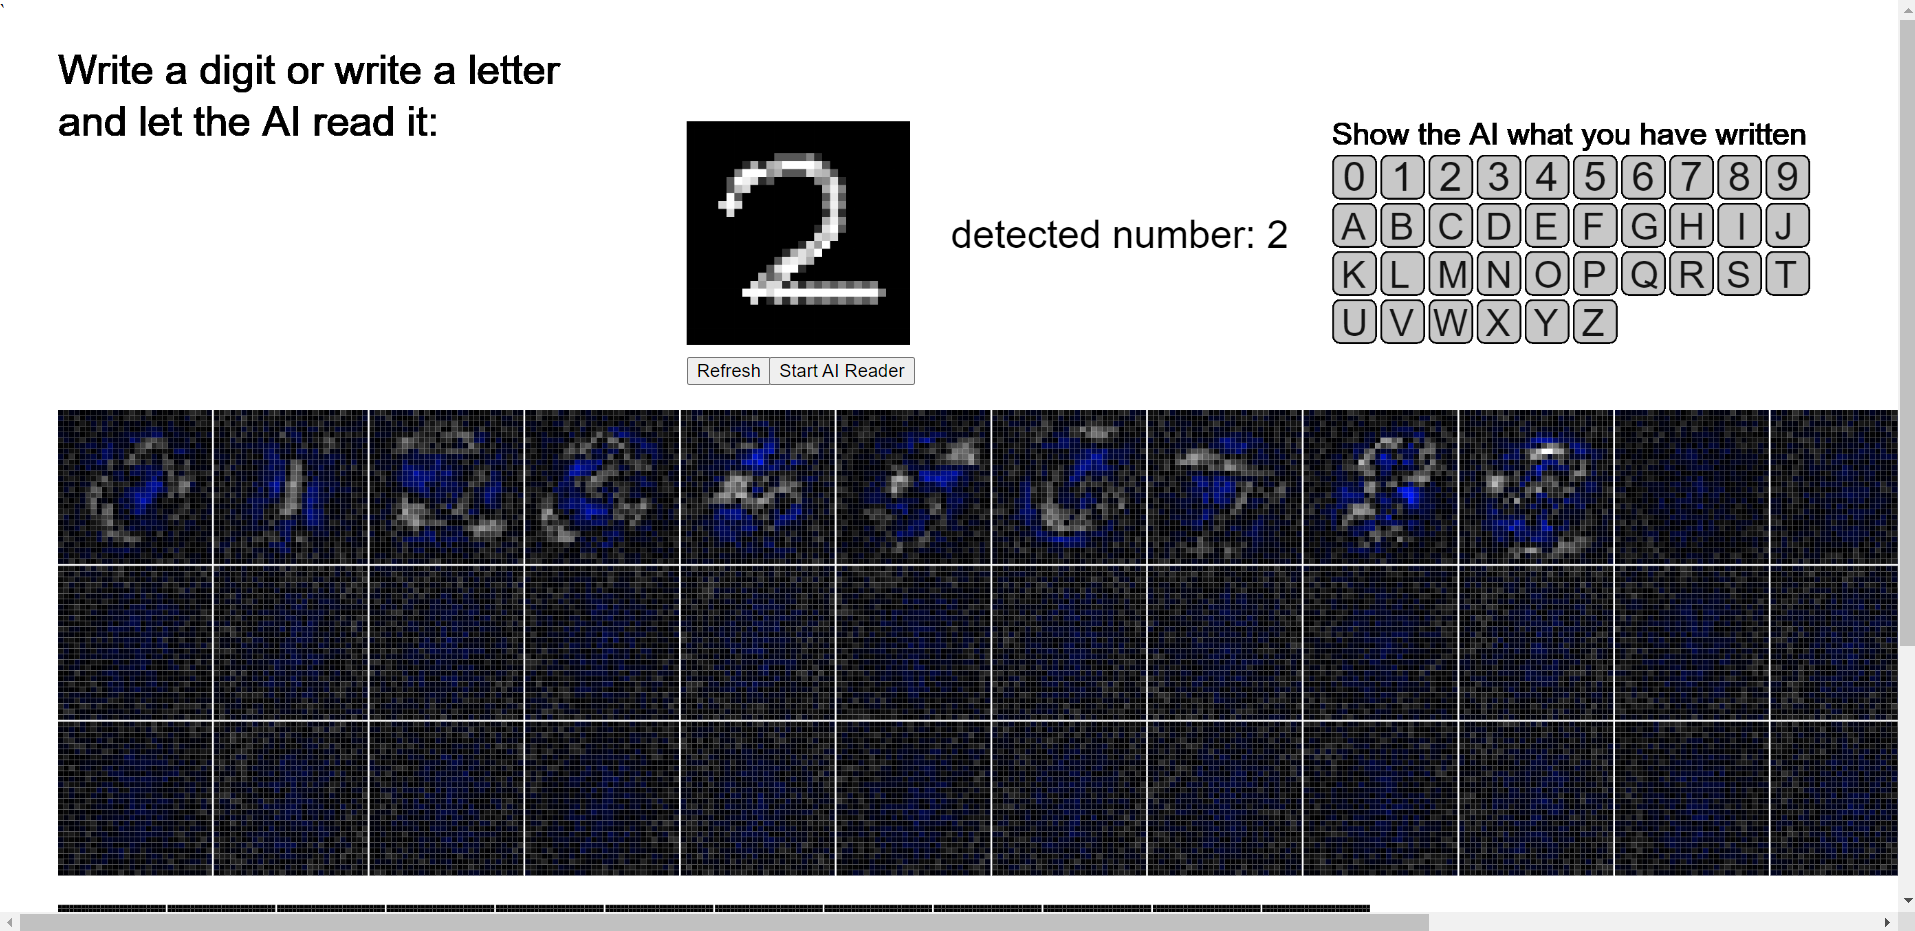 `
Write a digit or write a letter
and let the AI read it:
2
detected number: 2
Refresh Start AI Reader
Show the AI what you have written
0 1 2 3 4 5 6 7 8 9
A B C D E F G H I J
K L M N O P Q R S T
U V W X Y Z